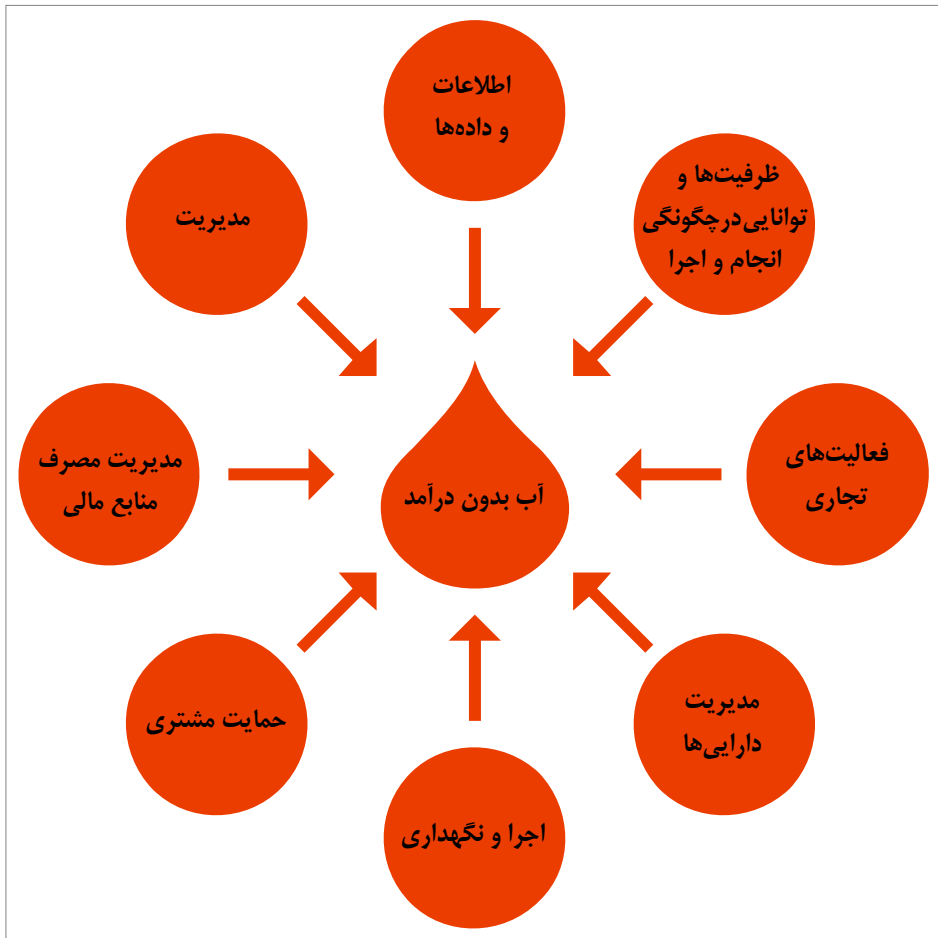 اطلاعات
و داده‌ها
ظرفیت‌ها و
توانایی‌درچگونگی
انجام و اجرا
مدیریت
فعالیت‌های
تجاری
مدیریت مصرف
منابع مالی
آب بدون درآمد
مدیریت
دارایی‌ها
حمایت مشتری
اجرا و نگهداری